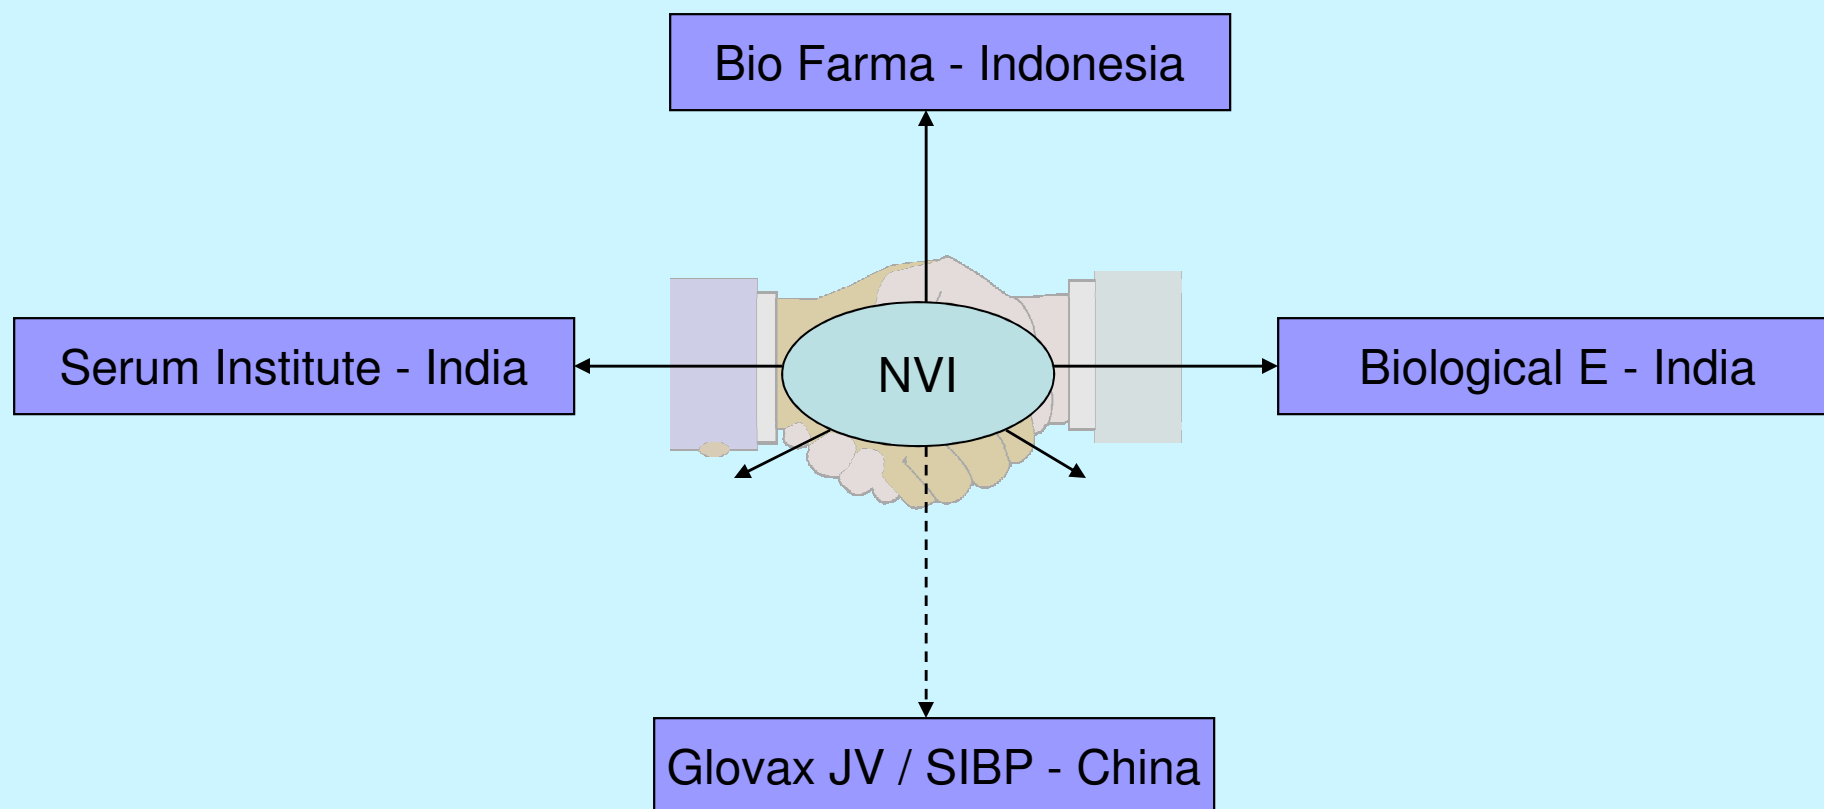 Bio Farma - Indonesia
Serum Institute - India
NVI
Biological E - India
Glovax JV / SIBP - China